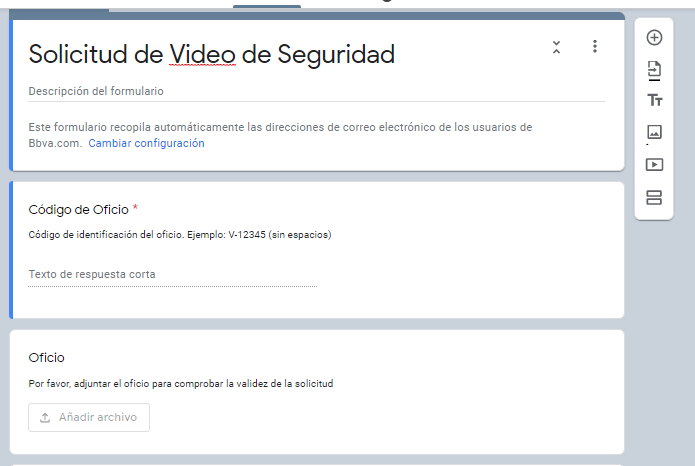 Solicitud de Video de Seguridad
Descripción del formulario
Este formulario recopila automáticamente las direcciones de correo electrónico de los usuarios de
Bbva.com. Cambiar configuración
Código de Oficio *
Código de identificación del oficio. Ejemplo: V-12345 (sin espacios)
Texto de respuesta corta
Oficio
Por favor, adjuntar el oficio para comprobar la validez de la solicitud
Añadir archivo